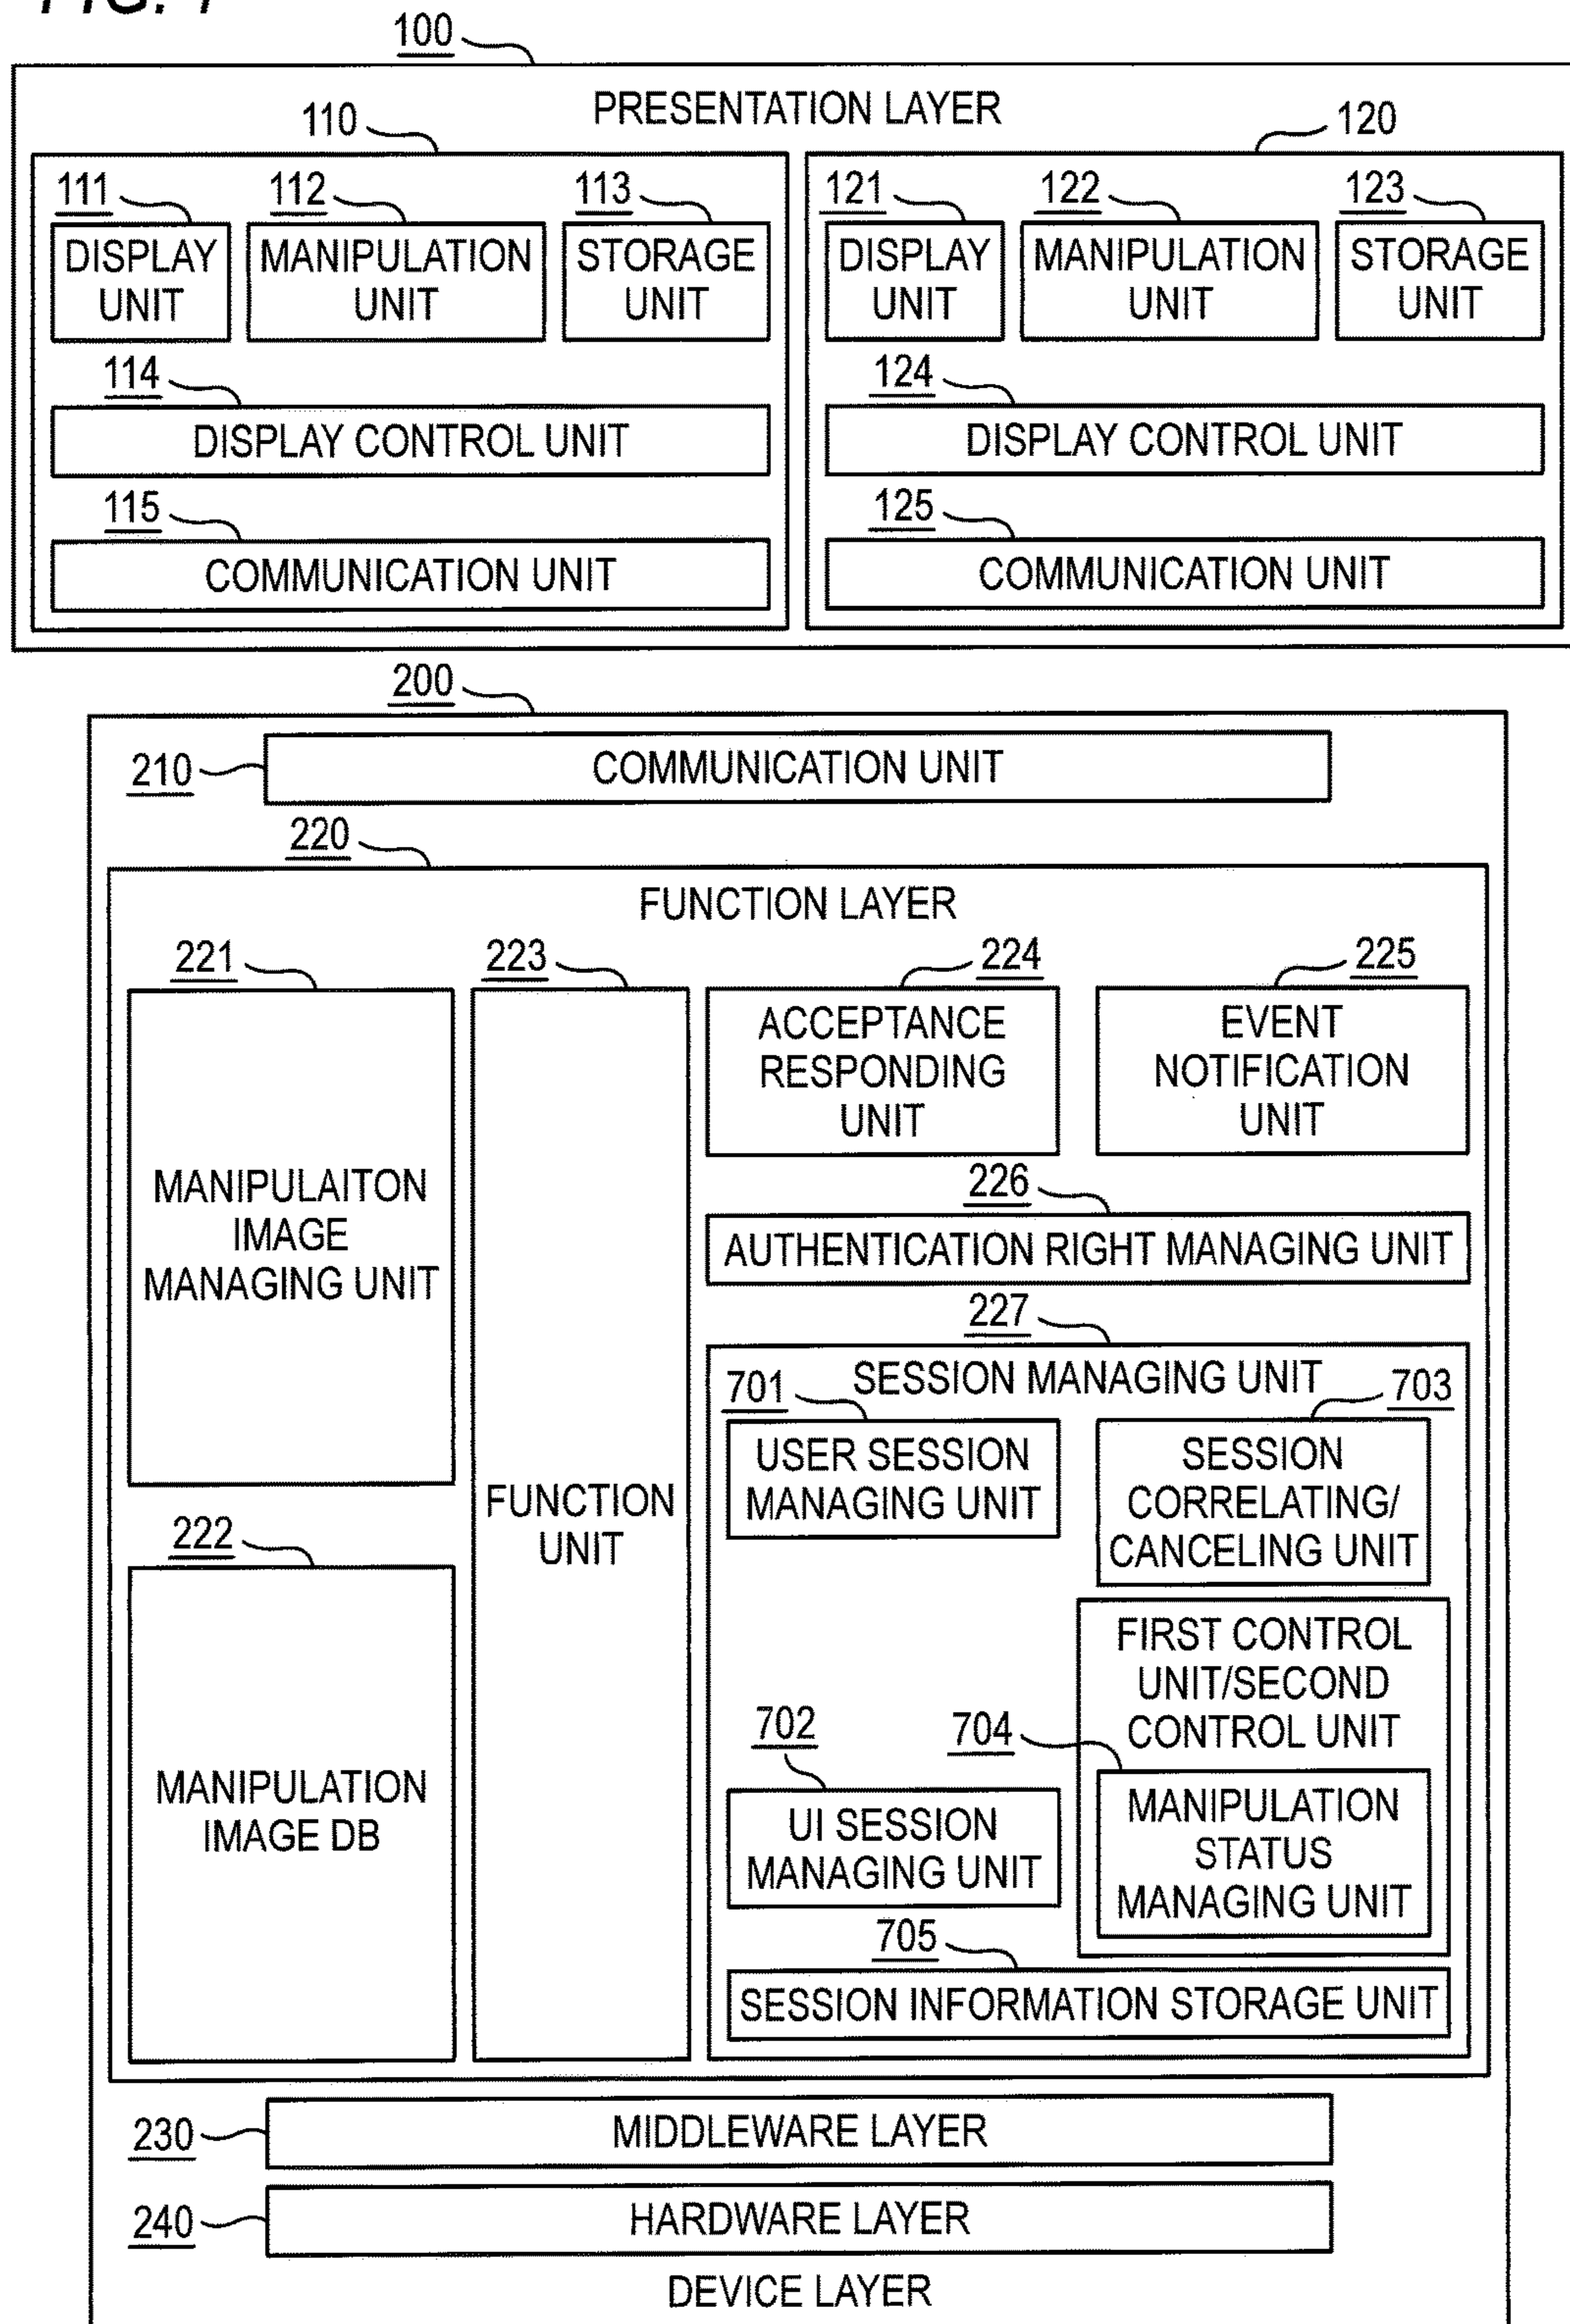 FIG. 7
100
PRESENTATION LAYER
110
120
111
112
113
121
122
123
DISPLAY
UNIT
MANIPULATION
UNIT
STORAGE
UNIT
DISPLAY
UNIT
MANIPULATION
UNIT
STORAGE
UNIT
114
124
DISPLAY CONTROL UNIT
DISPLAY CONTROL UNIT
115
125
COMMUNICATION UNIT
COMMUNICATION UNIT
200
210
COMMUNICATION UNIT
220
FUNCTION LAYER
221
223
224
225
ACCEPTANCE
RESPONDING
UNIT
EVENT
NOTIFICATION
UNIT
MANIPULAITON
IMAGE
MANAGING UNIT
226
AUTHENTICATION RIGHT MANAGING UNIT
227
SESSION MANAGING UNIT
701
703
USER SESSION
MANAGING UNIT
SESSION
CORRELATING/
CANCELING UNIT
FUNCTION
UNIT
222
FIRST CONTROL
UNIT/SECOND
CONTROL UNIT
702
704
MANIPULATION
IMAGE DB
UI SESSION
MANAGING UNIT
MANIPULATION
STATUS
MANAGING UNIT
705
SESSION INFORMATION STORAGE UNIT
230
MIDDLEWARE LAYER
240
HARDWARE LAYER
DEVICE LAYER